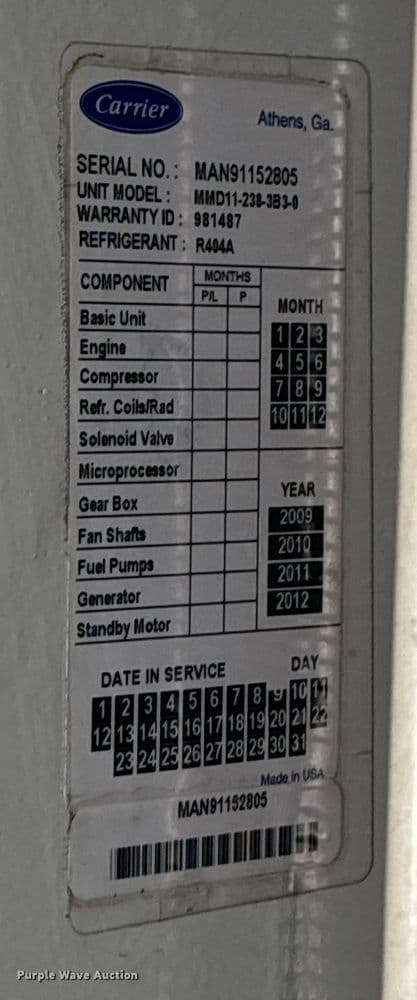 Carrier
Athens, Ga.
SERIAL NO. : MAN91152805
UNIT MODEL : MMD11-238-3B3-0
WARRANTY ID : 981487
REFRIGERANT : R404A
COMPONENT MONTHS
P/L P
MONTH
Basic Unit
1 2 3
Engine
4 5 6
Compressor
7 8 9
Refr. Coils/Rad
10 11 12
Solenoid Valve
Microprocessor
YEAR
Gear Box
2009
Fan Shafts
2010
Fuel Pumps
2011
Generator
2012
Standby Motor
DATE IN SERVICE DAY
1 2 3 4 5 6 7 8 9 10 11
12 13 14 15 16 17 18 19 20 21 22
23 24 25 26 27 28 29 30 31
Made in USA
MAN91152805
Purple Wave Auction